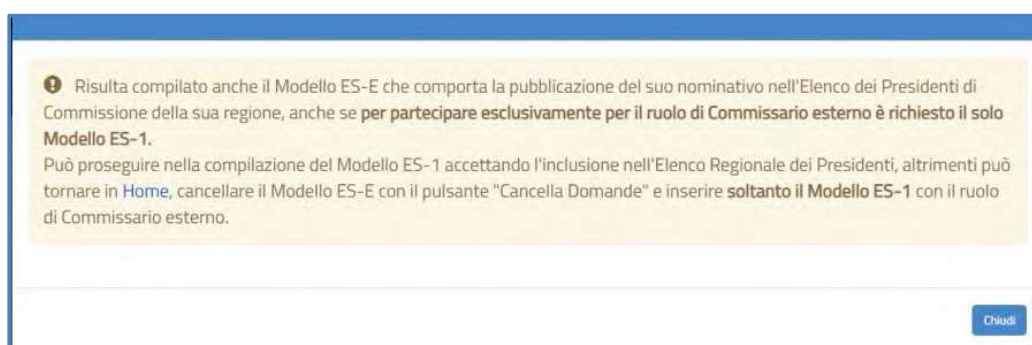 Risulta compilato anche il Modello ES-E che comporta la pubblicazione del suo nominativo nell'Elenco dei Presidenti di
Commissione della sua regione, anche se per partecipare esclusivamente per il ruolo di Commissario esterno è richiesto il solo
Modello ES-1.
Può proseguire nella compilazione del Modello ES-1 accettando l'inclusione nell'Elenco Regionale dei Presidenti, altrimenti può
tornare in Home, cancellare il Modello ES-E con il pulsante "Cancella Domande" e inserire soltanto il Modello ES-1 con il ruolo
di Commissario esterno.
Chiudi